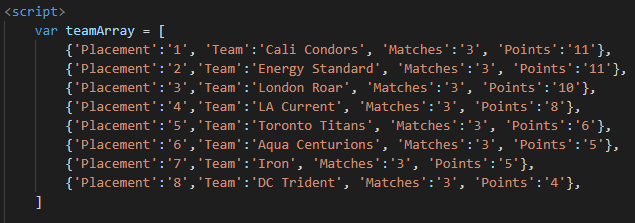 <script>
var teamArray = [
{'Placement':'1', 'Team':'Cali Condors', 'Matches':'3', 'Points':'11'},
{'Placement':'2','Team':'Energy Standard', 'Matches':'3', 'Points':'11'},
{'Placement':'3','Team':'London Roar', 'Matches':'3', 'Points':'10'},
{'Placement':'4','Team':'LA Current', 'Matches':'3', 'Points':'8'},
{'Placement':'5','Team':'Toronto Titans', 'Matches':'3', 'Points':'6'},
{'Placement':'6','Team':'Aqua Centurions', 'Matches':'3', 'Points':'5'},
{'Placement':'7','Team':'Iron', 'Matches':'3', 'Points':'5'},
{'Placement':'8','Team':'DC Trident', 'Matches':'3', 'Points':'4'},
]